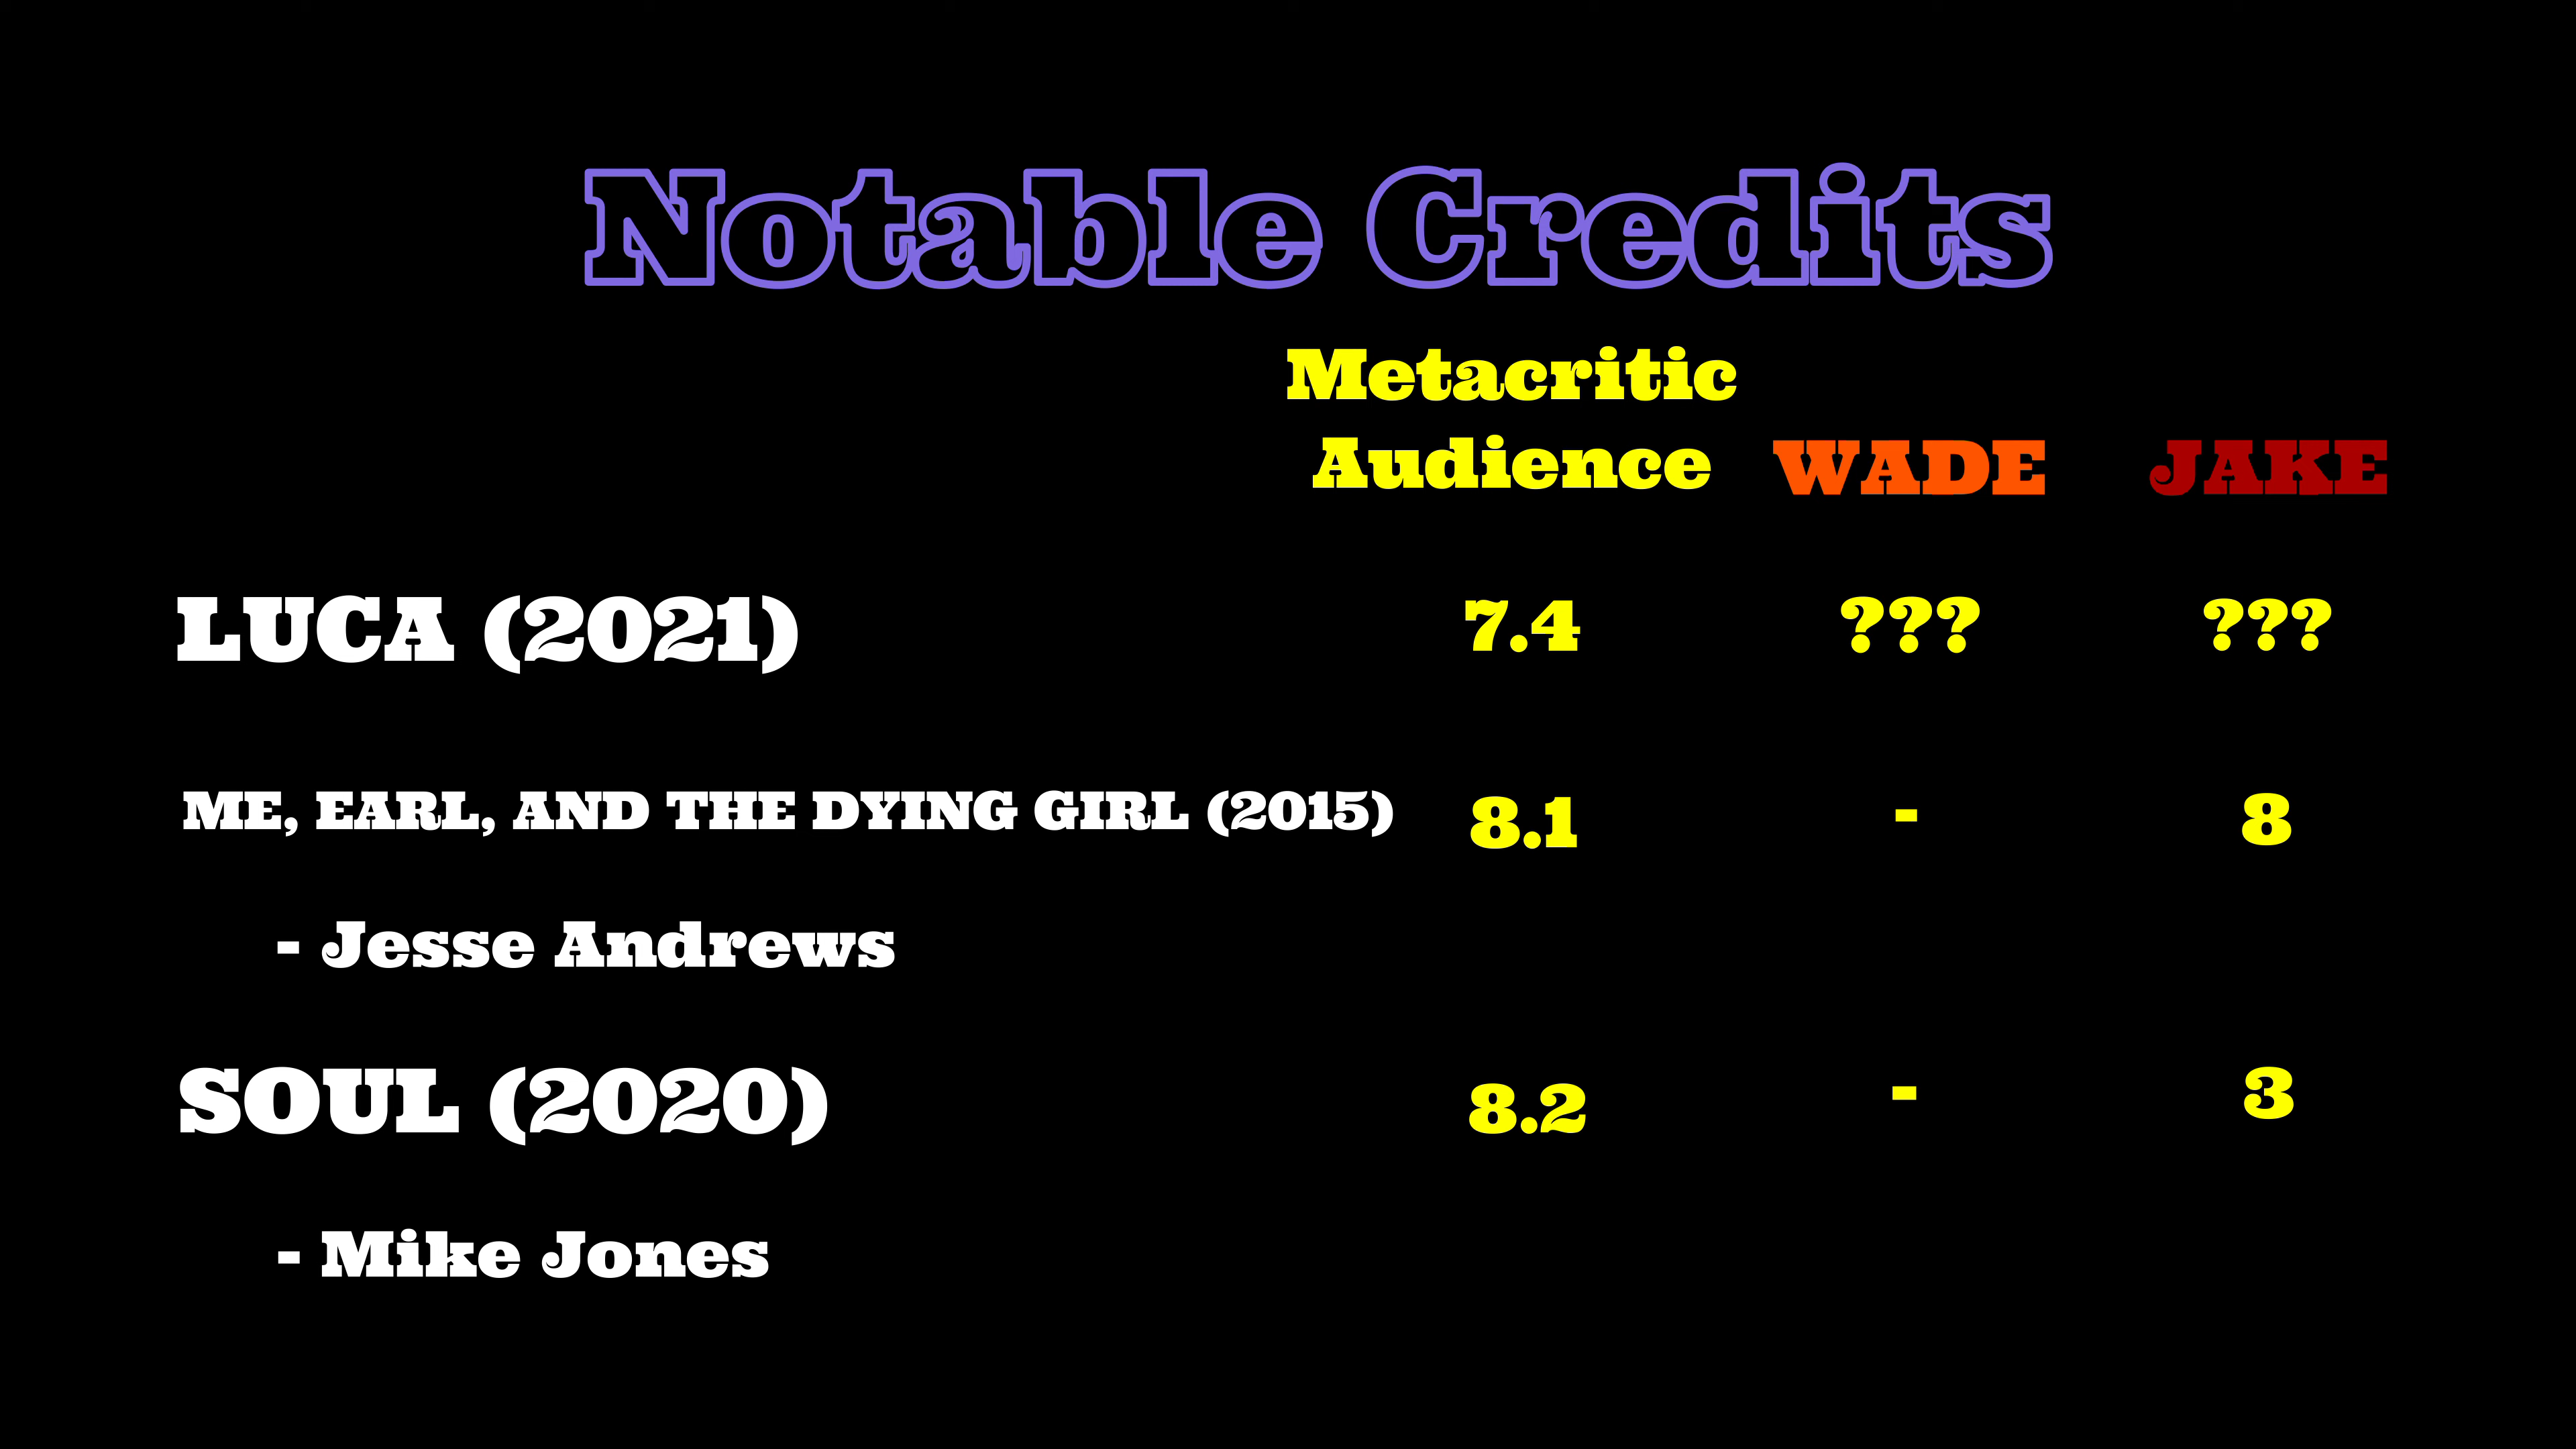 Notable Credits
Metacritic
Audience WADE JAKE
LUCA (2021) 7.4 ??? ???
ME, EARL, AND THE DYING GIRL (2015) 8.1 - 8
- Jesse Andrews
SOUL (2020) 8.2 - 3
- Mike Jones